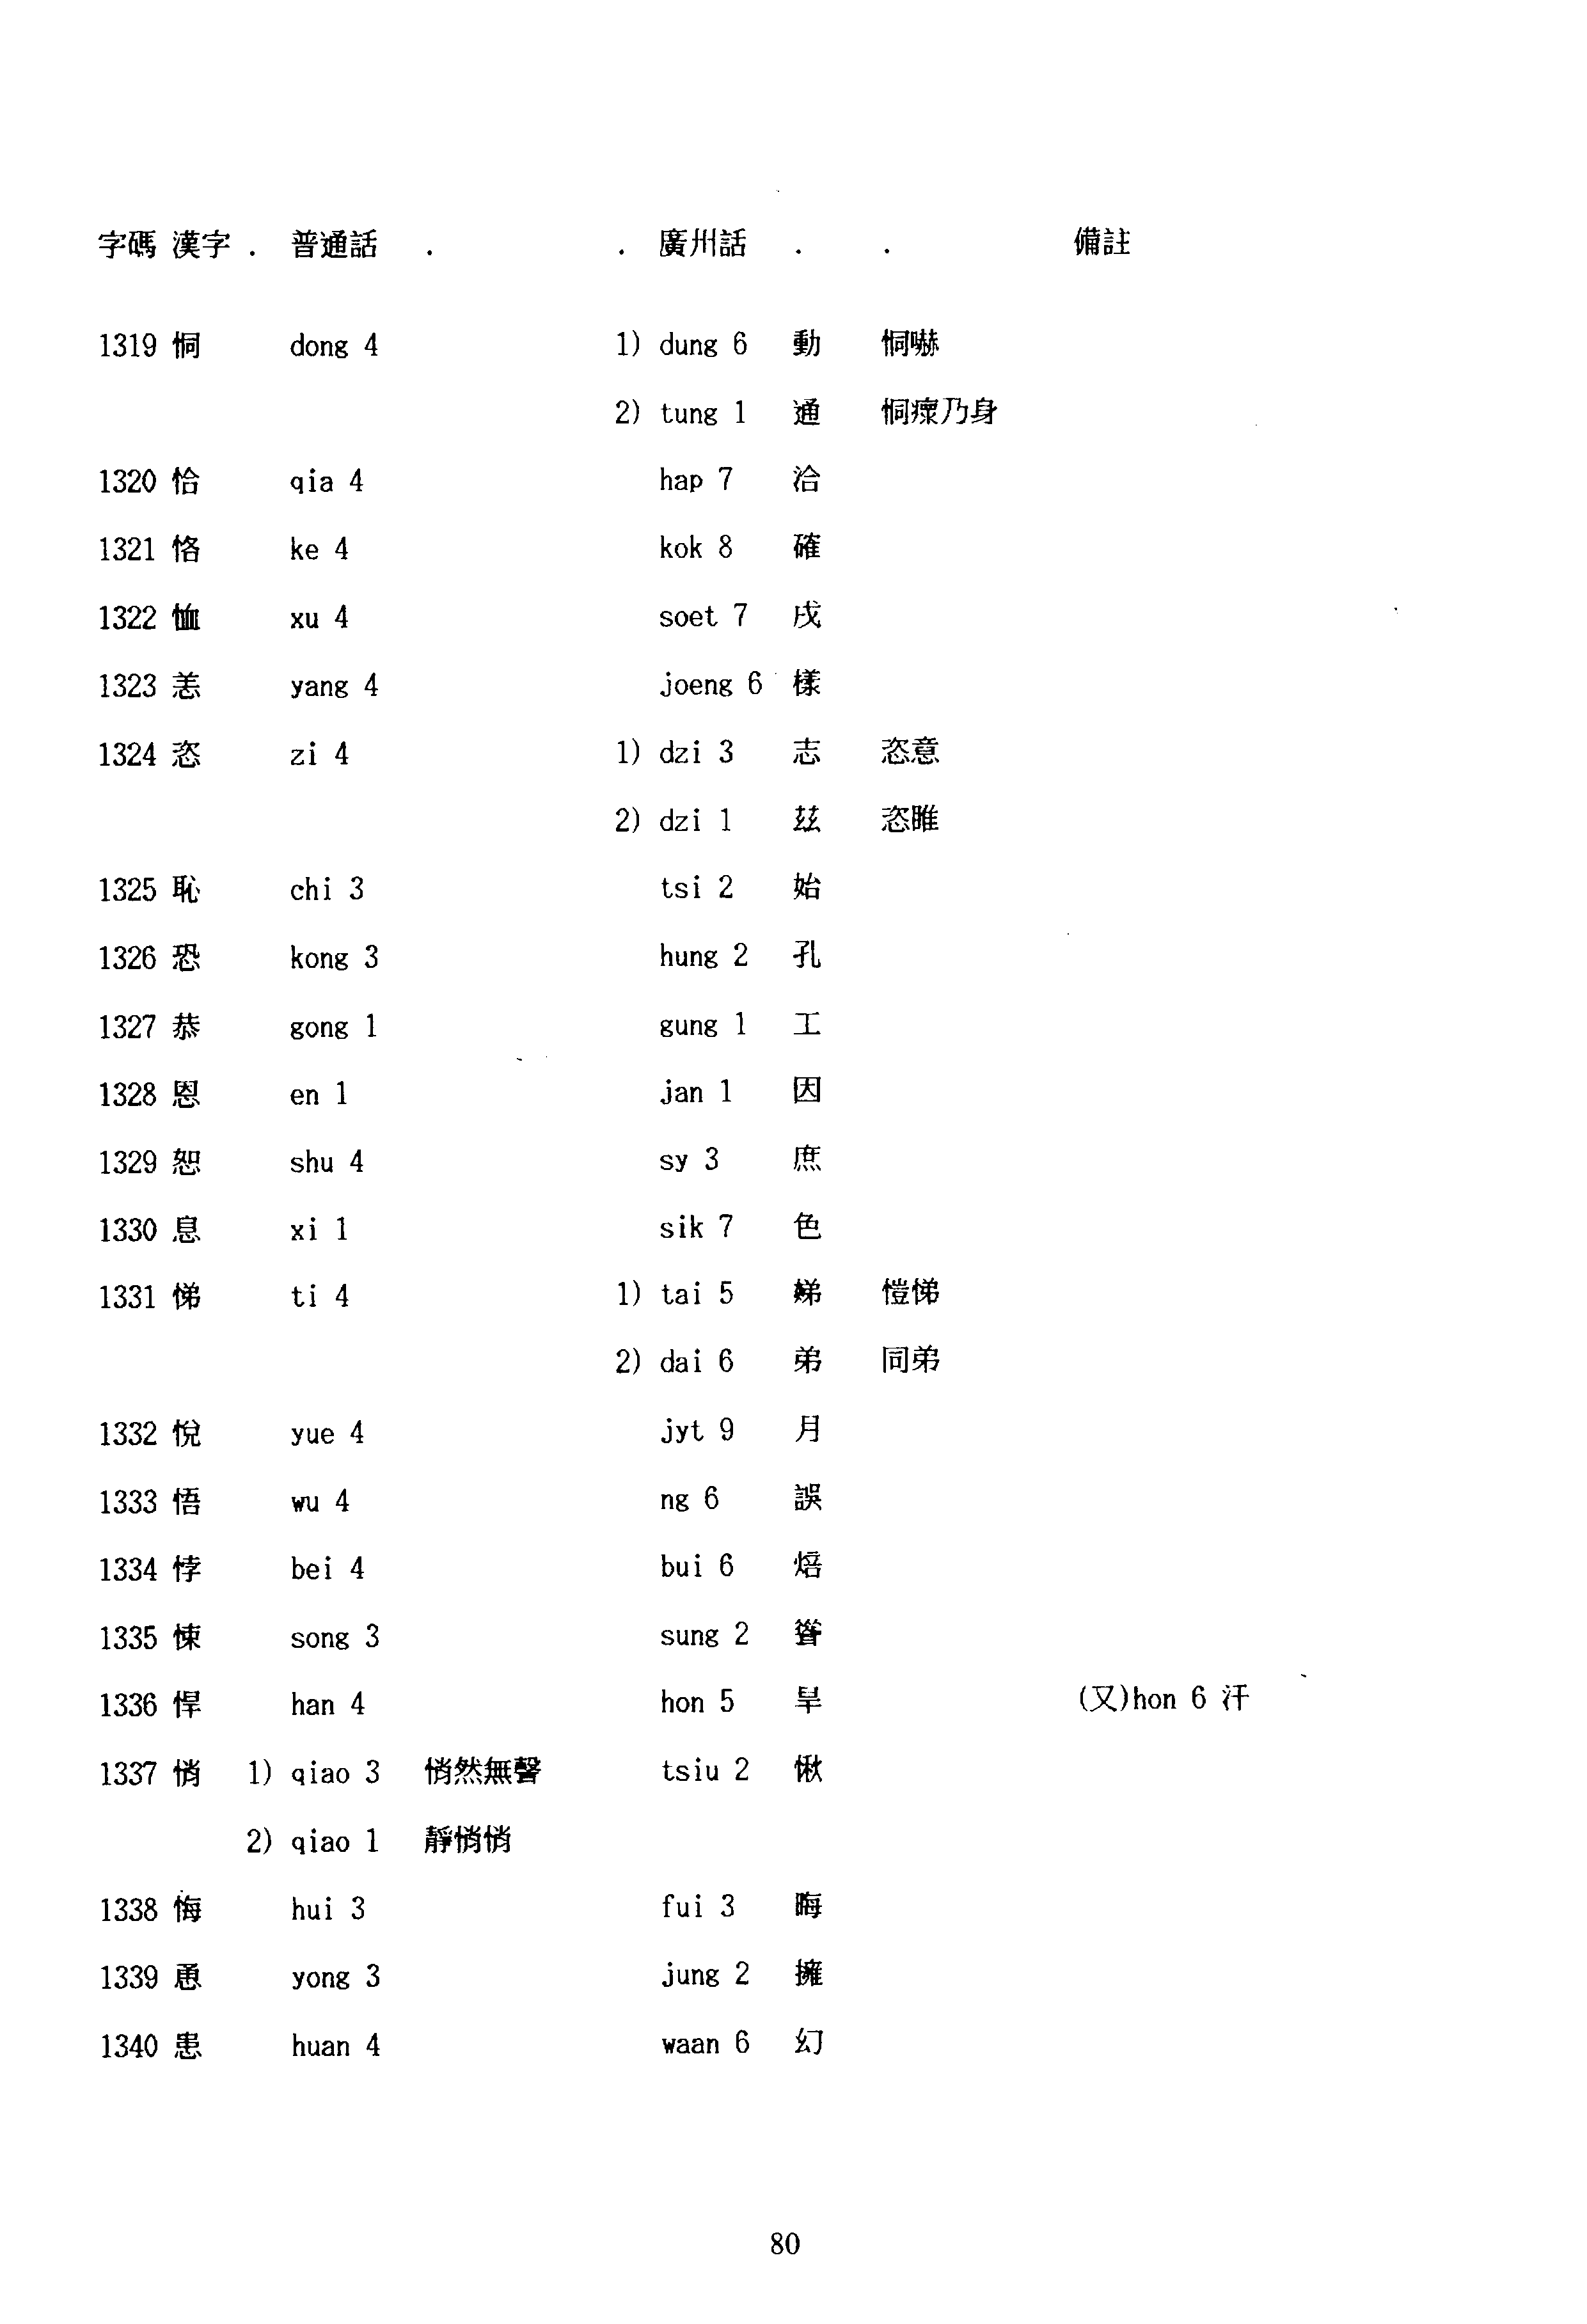 字碼 漢字 . 普通話 . . 廣州話 . . 備註
1319 恫 dong 4 1) dung 6 動 恫嚇
2) tung 1 通 恫瘝乃身
1320 恰 qia 4 hap 7 洽
1321 恪 ke 4 kok 8 確
1322 恤 xu 4 soet 7 戌
1323 恙 yang 4 joeng 6 樣
1324 恣 zi 4 1) dzi 3 志 恣意
2) dzi 1 玆 恣睢
1325 恥 chi 3 tsi 2 始
1326 恐 kong 3 hung 2 孔
1327 恭 gong 1 gung 1 工
1328 恩 en 1 jan 1 因
1329 恕 shu 4 sy 3 庶
1330 息 xi 1 sik 7 色
1331 悌 ti 4 1) tai 5 娣 愷悌
2) dai 6 弟 同弟
1332 悅 yue 4 jyt 9 月
1333 悟 wu 4 ng 6 誤
1334 悖 bei 4 bui 6 焙
1335 悚 song 3 sung 2 聳
1336 悍 han 4 hon 5 旱 (又)hon 6 汗
1337 悄 1) qiao 3 悄然無聲 tsiu 2 愀
2) qiao 1 靜悄悄
1338 悔 hui 3 fui 3 晦
1339 恿 yong 3 jung 2 擁
1340 患 huan 4 waan 6 幻
80